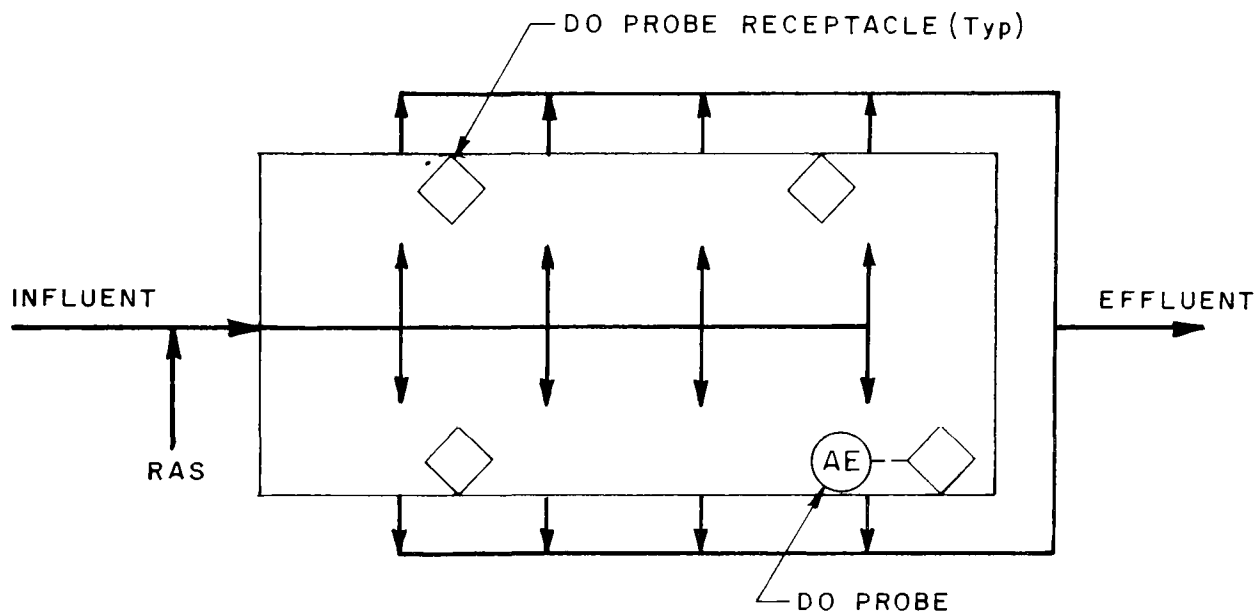 DO PROBE RECEPTACLE (Typ)
INFLUENT
EFFLUENT
RAS
AE
DO PROBE